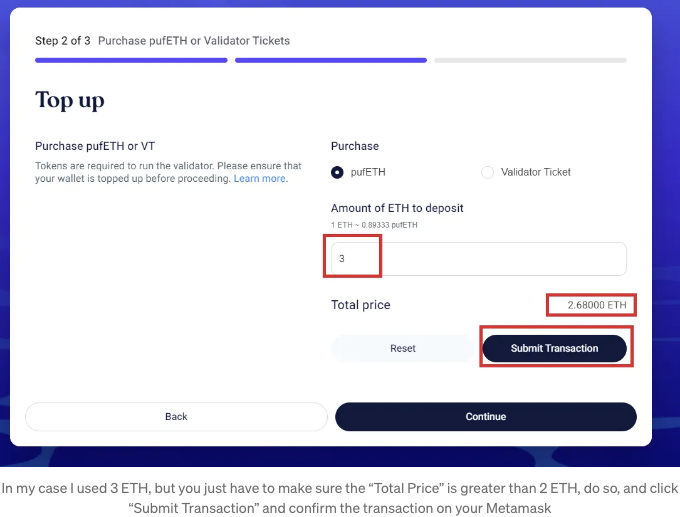 Step 2 of 3 Purchase pufETH or Validator Tickets
Top up
Purchase pufETH or VT
Tokens are required to run the validator. Please ensure that
your wallet is topped up before proceeding. Learn more.
Purchase
pufETH
Validator Ticket
Amount of ETH to deposit
1 ETH ~ 0.89333 pufETH
3
Total price
2.68000 ETH
Reset
Submit Transaction
Back
Continue
In my case I used 3 ETH, but you just have to make sure the “Total Price” is greater than 2 ETH, do so, and click
“Submit Transaction” and confirm the transaction on your Metamask